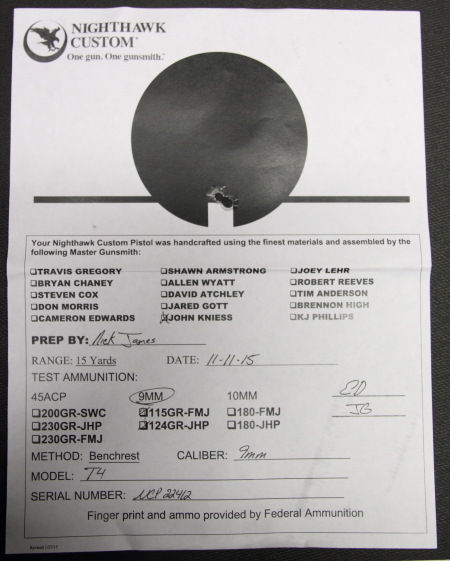 NIGHTHAWK
CUSTOM
One gun. One gunsmith.
Your Nighthawk Custom Pistol was handcrafted using the finest materials and assembled by the
following Master Gunsmith:
☐TRAVIS GREGORY ☐SHAWN ARMSTRONG ☐JOEY LEHR
☐BRYAN CHANEY ☐ALLEN WYATT ☐ROBERT REEVES
☐STEVEN COX ☐DAVID ATCHLEY ☐TIM ANDERSON
☐DON MORRIS ☐JARED GOTT ☐BRENNON HIGH
☐CAMERON EDWARDS ☒JOHN KNIESS ☐KJ PHILLIPS
PREP BY: Nick James
RANGE: 15 Yards DATE: 11-11-15
TEST AMMUNITION:
45ACP 9MM 10MM ED
☐200GR-SWC ☒115GR-FMJ ☐180-FMJ JG
☐230GR-JHP ☒124GR-JHP ☐180-JHP
☐230GR-FMJ
METHOD: Benchrest CALIBER: 9mm
MODEL: T4
SERIAL NUMBER: NCP 22412
Finger print and ammo provided by Federal Ammunition